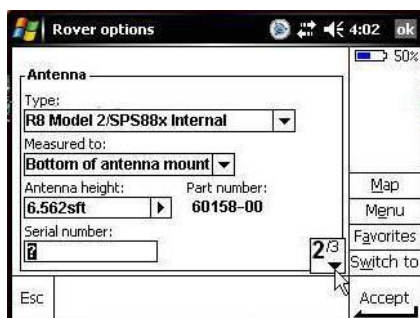 Rover options 4:02 ok
50%
Antenna
Type:
R8 Model 2/SPS88x Internal
Measured to:
Bottom of antenna mount
Antenna height: Part number:
6.562sft 60158-00
Serial number:
?
2/3
Map
Menu
Favorites
Switch to
Esc
Accept